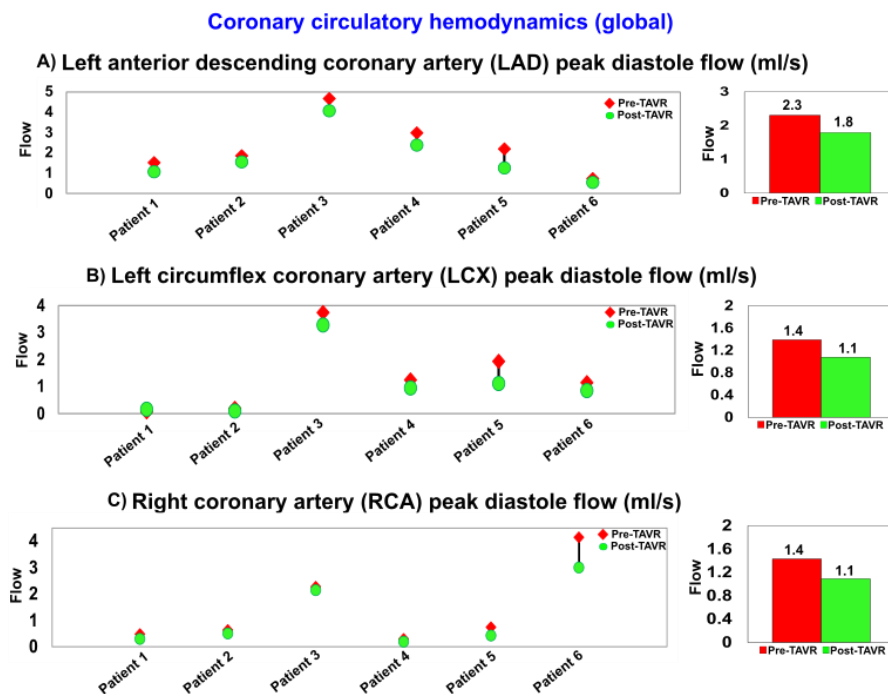 Coronary circulatory hemodynamics (global)
A) Left anterior descending coronary artery (LAD) peak diastole flow (ml/s)
Flow
5
4
3
2
1
0
Pre-TAVR
Post-TAVR
Patient 1
Patient 2
Patient 3
Patient 4
Patient 5
Patient 6
Flow
3
2
1
0
2.3
1.8
Pre-TAVR Post-TAVR
B) Left circumflex coronary artery (LCX) peak diastole flow (ml/s)
Flow
4
3
2
1
0
Pre-TAVR
Post-TAVR
Patient 1
Patient 2
Patient 3
Patient 4
Patient 5
Patient 6
Flow
2
1.6
1.2
0.8
0.4
0
1.4
1.1
Pre-TAVR Post-TAVR
C) Right coronary artery (RCA) peak diastole flow (ml/s)
Flow
4
3
2
1
0
Pre-TAVR
Post-TAVR
Patient 1
Patient 2
Patient 3
Patient 4
Patient 5
Patient 6
Flow
2
1.6
1.2
0.4
0
1.4
1.1
Pre-TAVR Post-TAVR